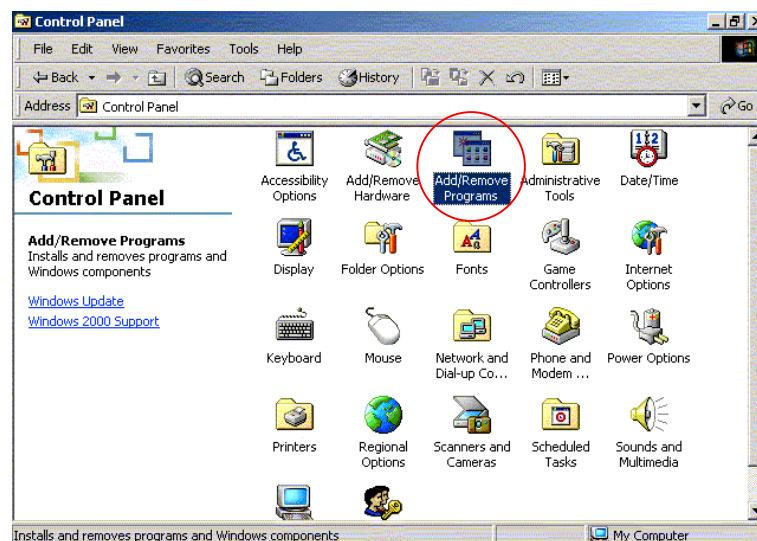 Control Panel
File Edit View Favorites Tools Help
Back Search Folders History
Address Control Panel Go
Control Panel
Add/Remove Programs
Installs and removes programs and
Windows components
Windows Update
Windows 2000 Support
Accessibility
Options
Add/Remove
Hardware
Add/Remove
Programs
Administrative
Tools
Date/Time
1 2
Display
Folder Options
Fonts
Game
Controllers
Internet
Options
Keyboard
Mouse
Network and
Dial-up Co...
Phone and
Modem ...
Power Options
Printers
Regional
Options
Scanners and
Cameras
Scheduled
Tasks
Sounds and
Multimedia
Installs and removes programs and Windows components
My Computer